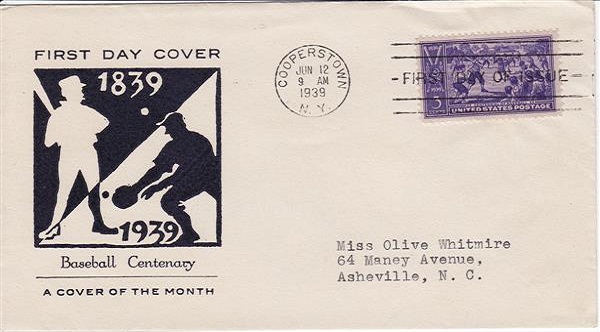 FIRST DAY COVER
1839
1939
Baseball Centenary
A COVER OF THE MONTH
COOPERSTOWN
JUN 12
9 AM
1939
N.Y.
FIRST DAY OF ISSUE
3
UNITED STATES POSTAGE
Miss Olive Whitmire
64 Maney Avenue,
Asheville, N. C.